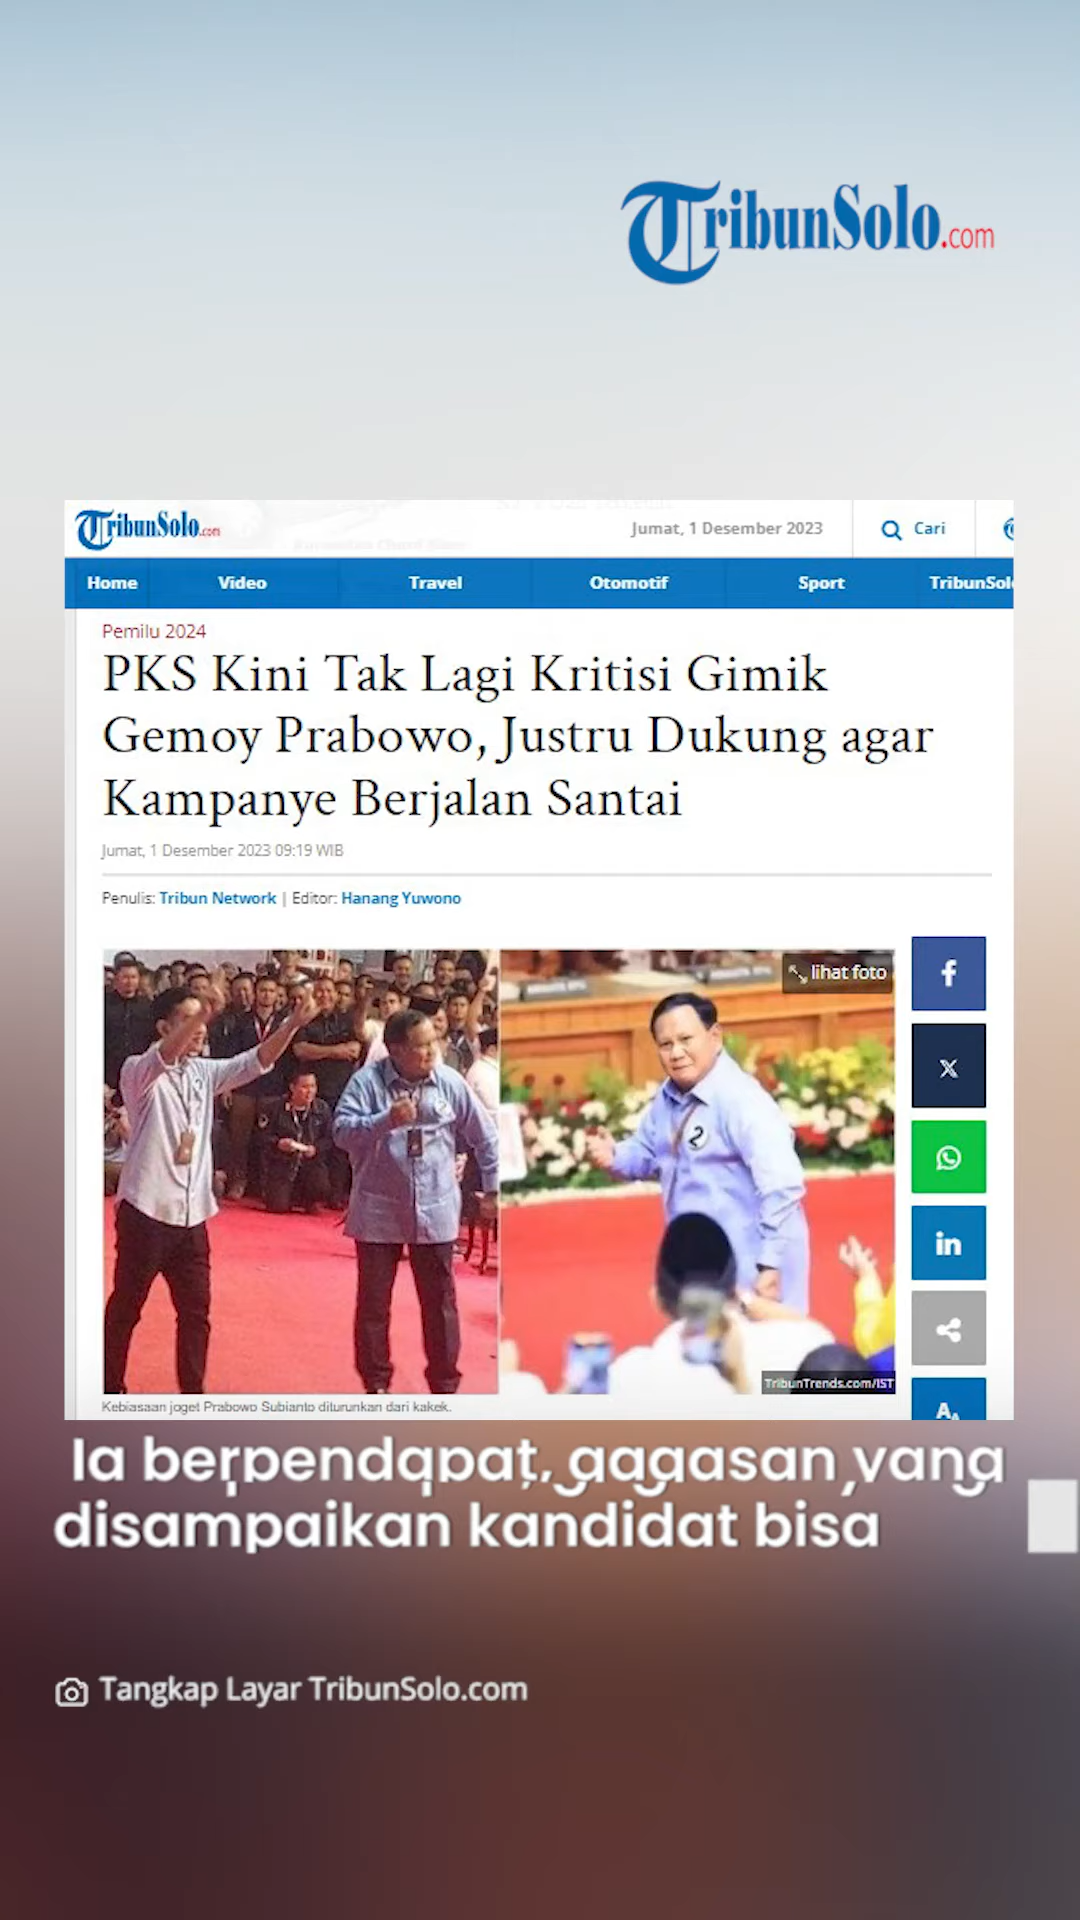 TribunSolo.com
TribunSolo.com
Jumat, 1 Desember 2023
Cari
Home Video Travel Otomotif Sport TribunSolo
Pemilu 2024
PKS Kini Tak Lagi Kritisi Gimik
Gemoy Prabowo, Justru Dukung agar
Kampanye Berjalan Santai
Jumat, 1 Desember 2023 09:19 WIB
Penulis: Tribun Network | Editor: Hanang Yuwono
lihat foto
2
TribunTrends.com/IST
Kebiasaan joget Prabowo Subianto diturunkan dari kakek.
Ia berpendapat, gagasan yang
disampaikan kandidat bisa
Tangkap Layar TribunSolo.com